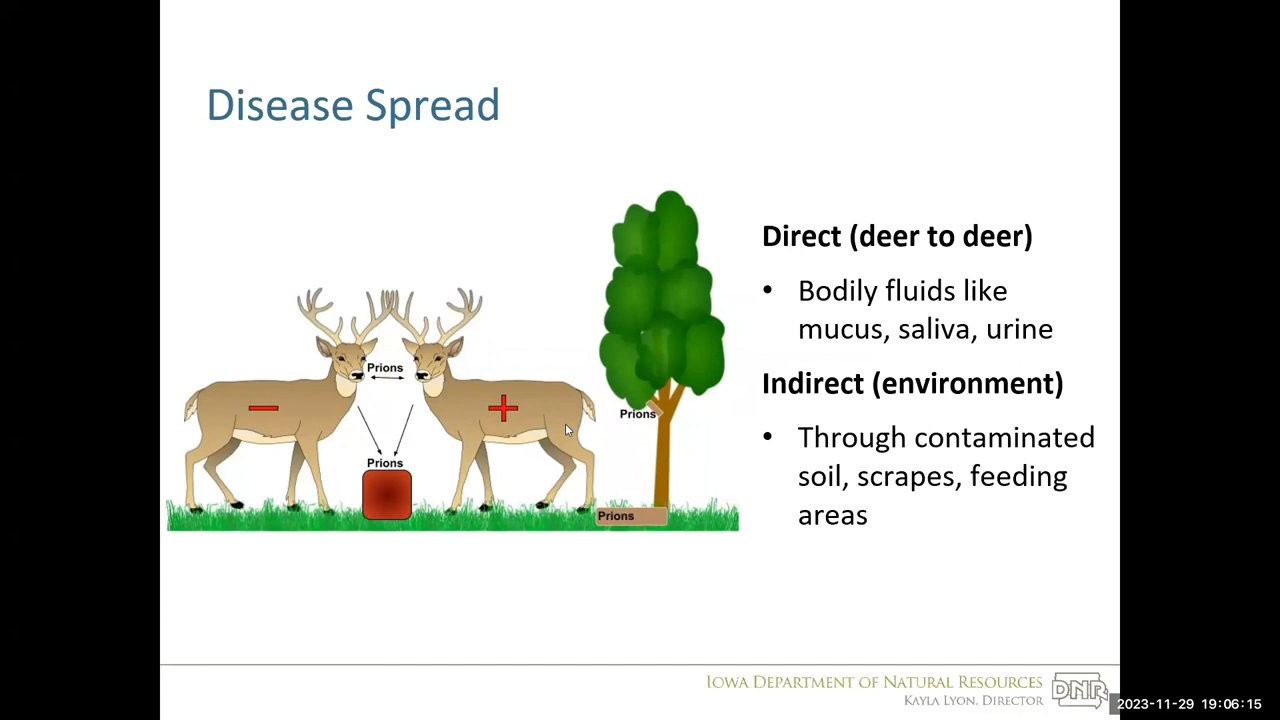 Disease Spread
Direct (deer to deer)
• Bodily fluids like
mucus, saliva, urine
Indirect (environment)
• Through contaminated
soil, scrapes, feeding
areas
Prions
Prions
Prions
Prions
IOWA DEPARTMENT OF NATURAL RESOURCES
KAYLA LYON, DIRECTOR
DNR
2023-11-29 19:06:15